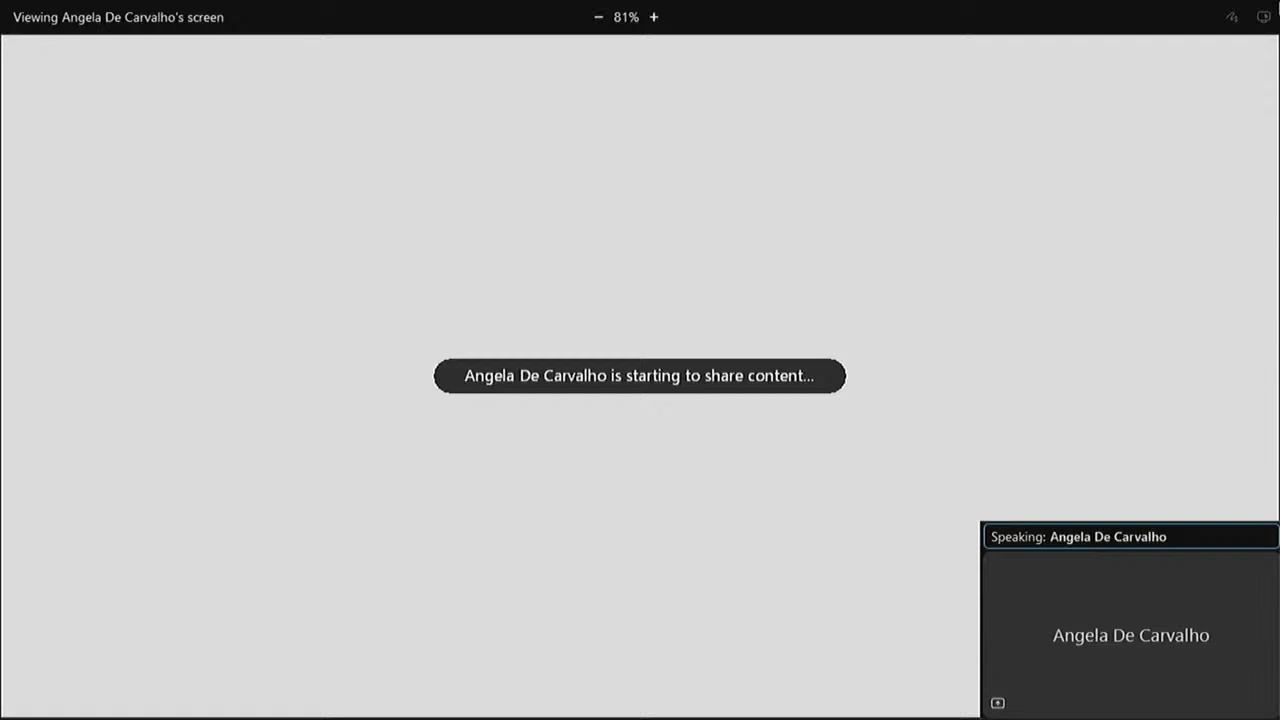 Viewing Angela De Carvalho's screen
− 81% +
Angela De Carvalho is starting to share content...
Speaking: Angela De Carvalho
Angela De Carvalho